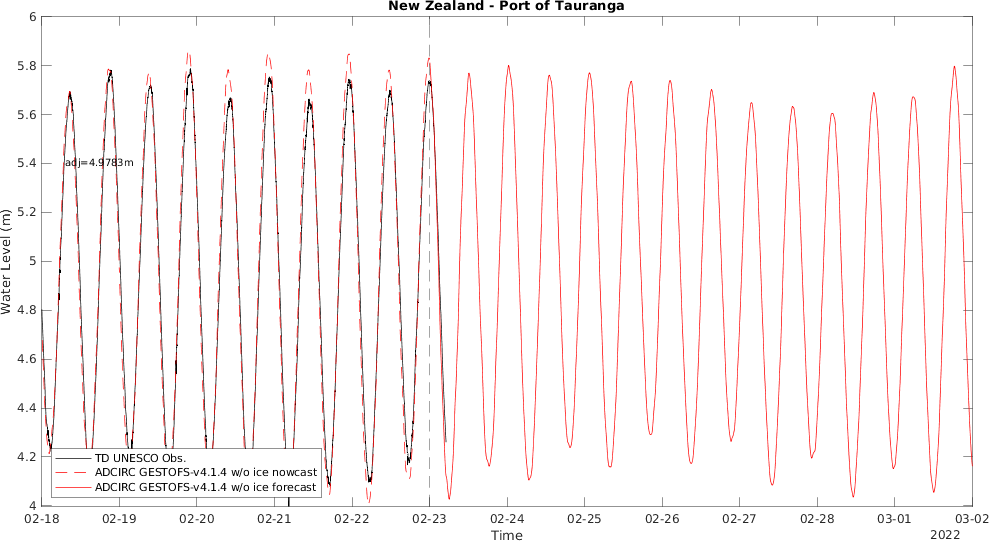 New Zealand - Port of Tauranga
6
5.8
5.6
5.4
5.2
5
4.8
4.6
4.4
4.2
4
Water Level (m)
adj=4.9783m
TD UNESCO Obs.
ADCIRC GESTOFS-v4.1.4 w/o ice nowcast
ADCIRC GESTOFS-v4.1.4 w/o ice forecast
02-18 02-19 02-20 02-21 02-22 02-23 02-24 02-25 02-26 02-27 02-28 03-01 03-02
Time
2022